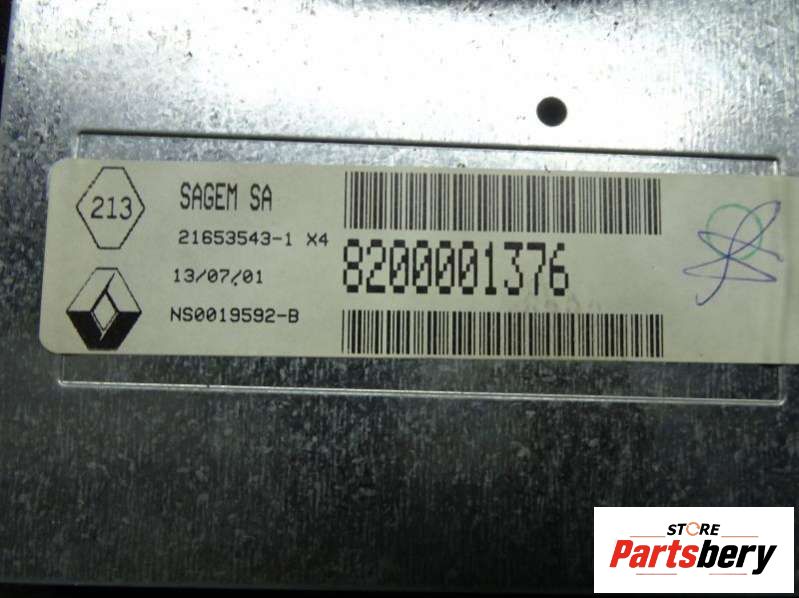 213
SAGEM SA
21653543-1 X4
8200001376
13/07/01
NS0019592-B
STORE
Partsbery